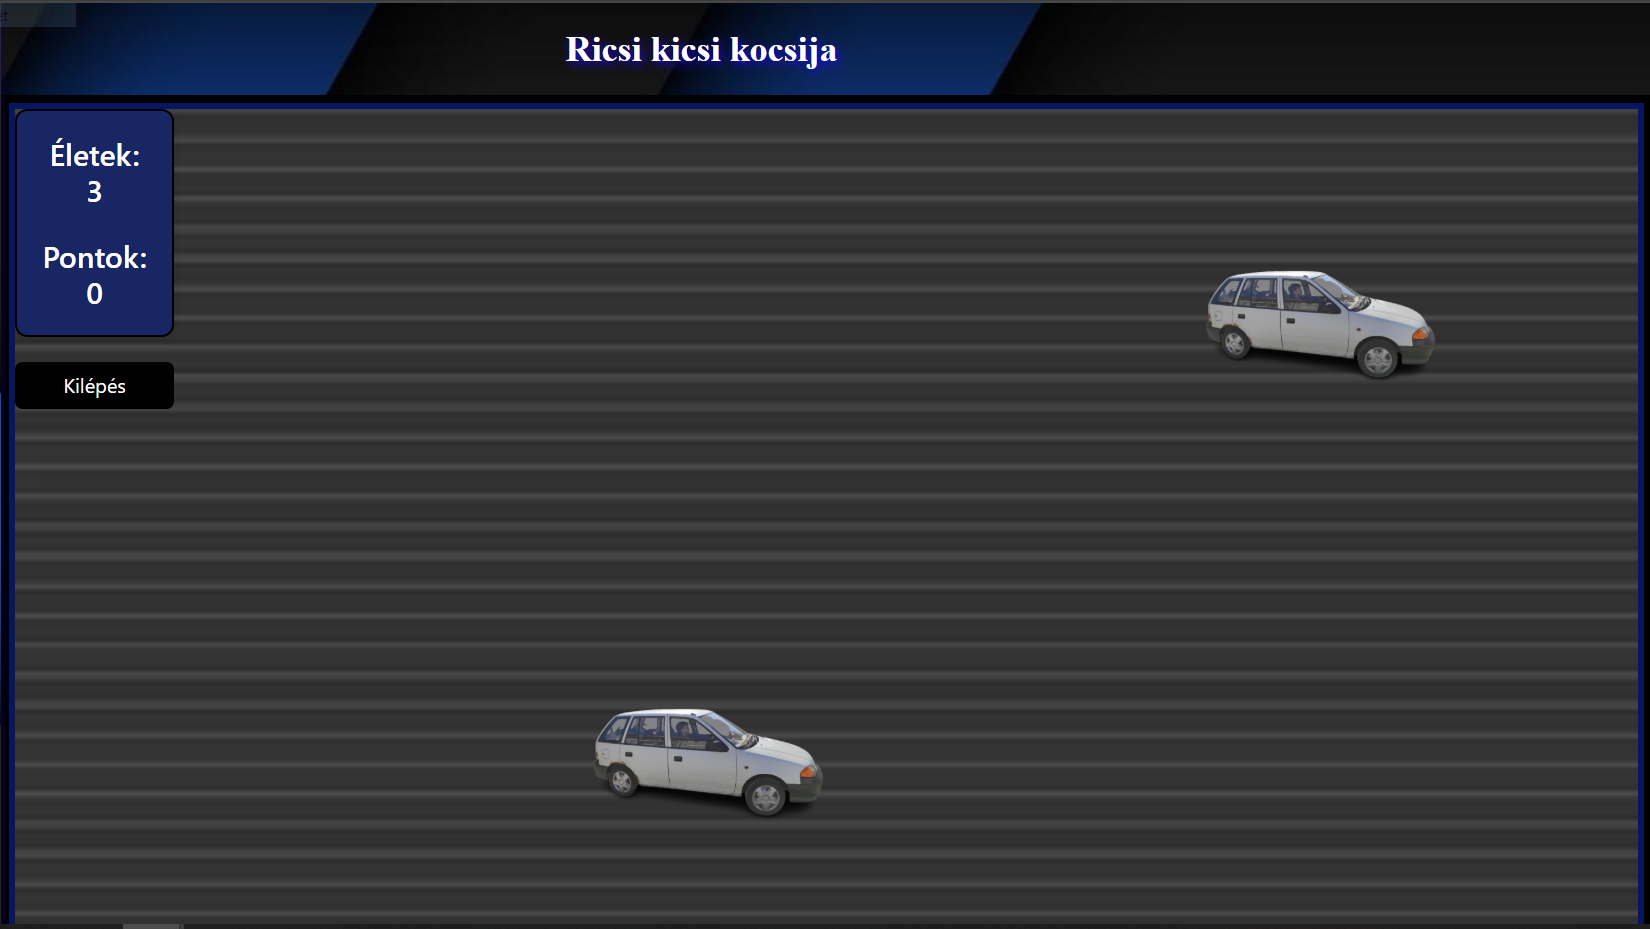 Ricsi kicsi kocsija
Életek:
3
Pontok:
0
Kilépés